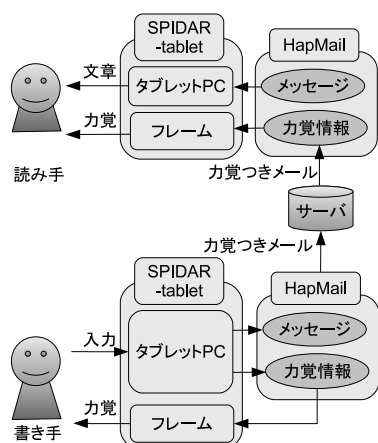 SPIDAR
-tablet
HapMail
文章
タブレットPC
メッセージ
力覚
フレーム
力覚情報
読み手
力覚つきメール
サーバ
力覚つきメール
SPIDAR
-tablet
HapMail
入力
タブレットPC
メッセージ
力覚情報
力覚
フレーム
書き手